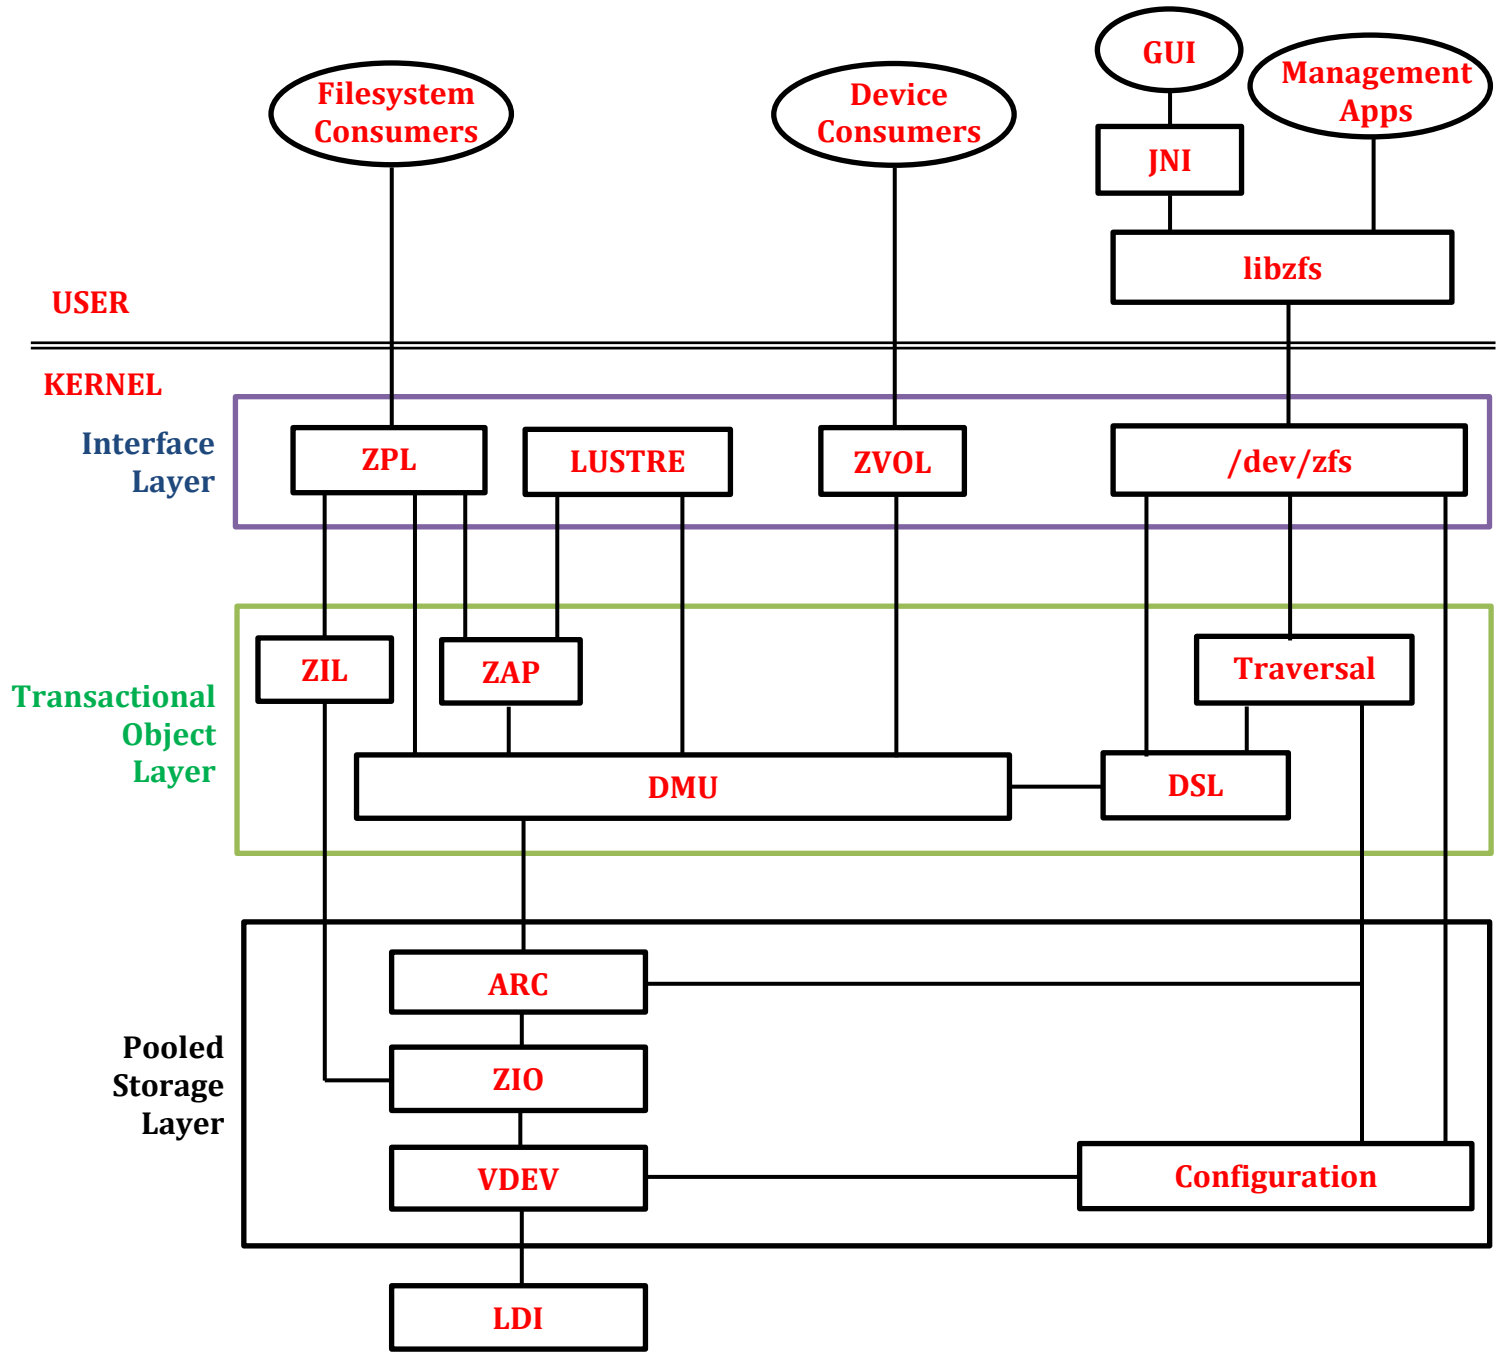 GUI
Management
Apps
Filesystem
Consumers
Device
Consumers
JNI
libzfs
USER
KERNEL
Interface
Layer
ZPL
LUSTRE
ZVOL
/dev/zfs
Transactional
Object
Layer
ZIL
ZAP
Traversal
DMU
DSL
Pooled
Storage
Layer
ARC
ZIO
VDEV
Configuration
LDI